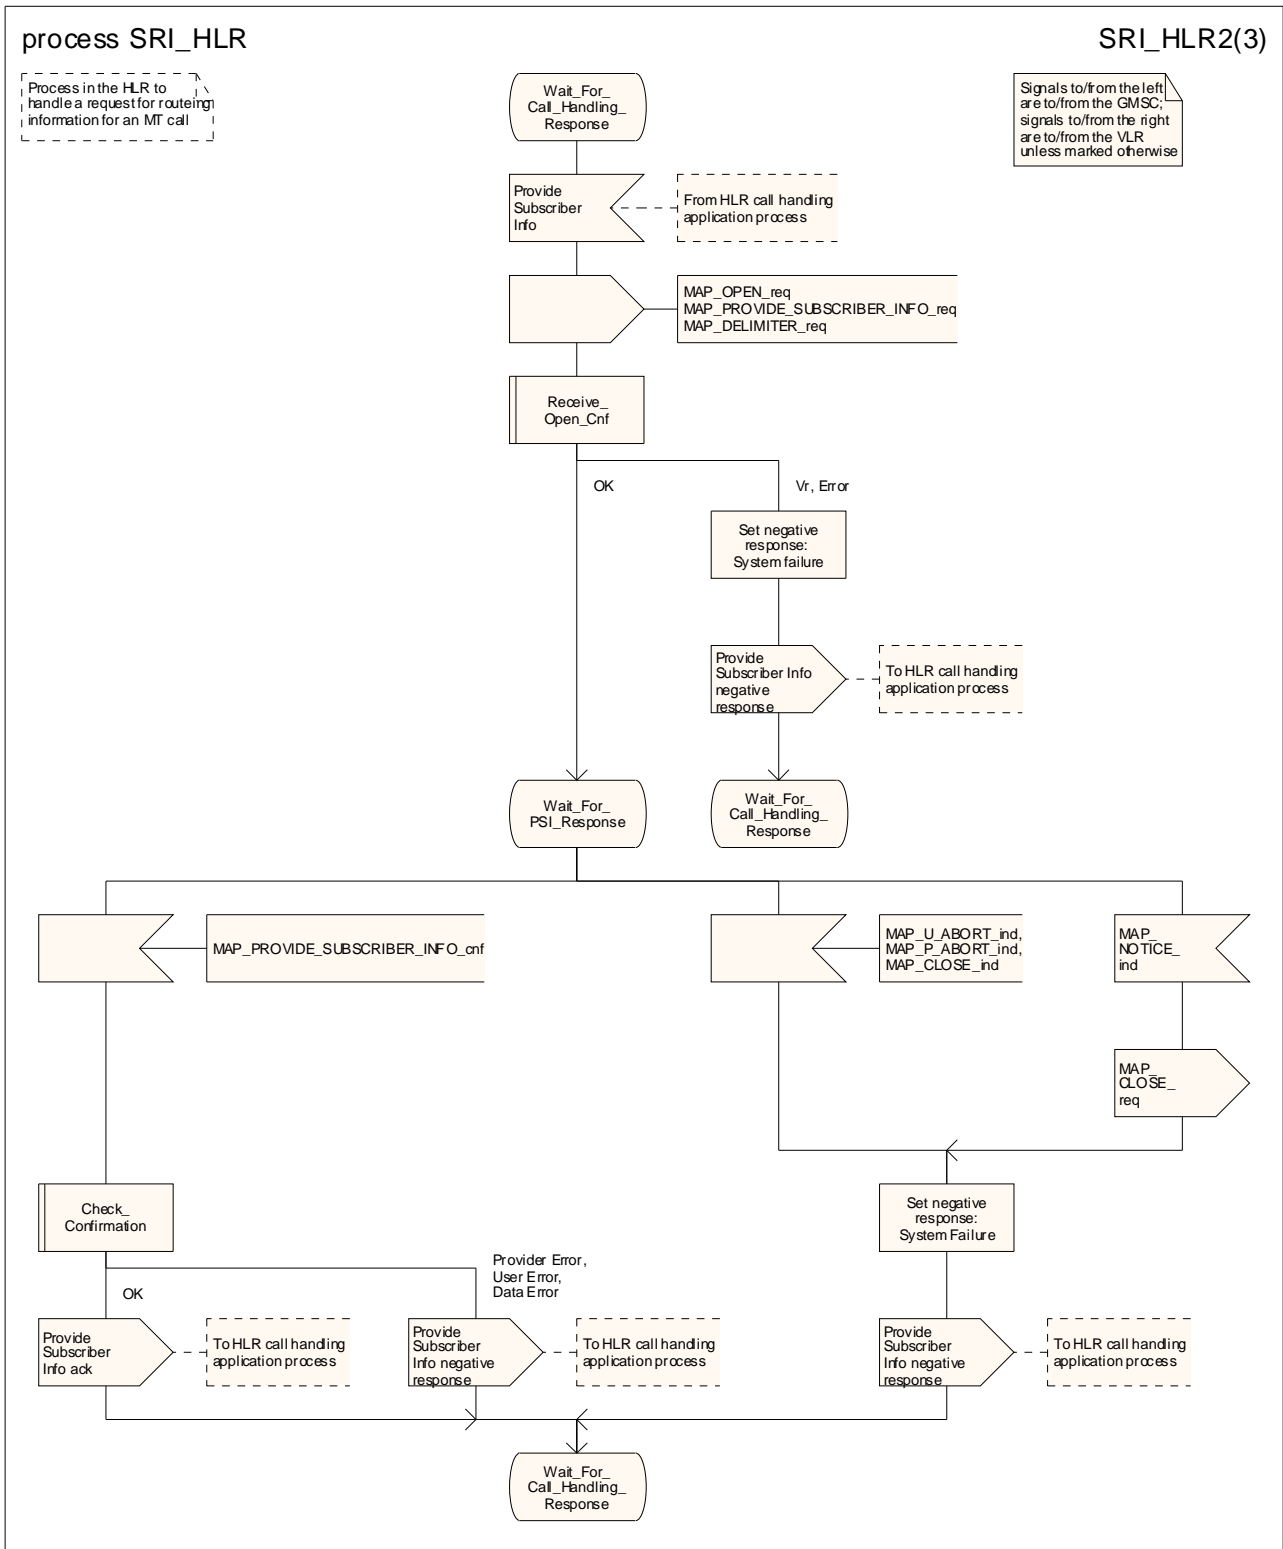 process SRI_HLR
SRI_HLR2(3)
Process in the HLR to
handle a request for routeing
information for an MT call
Wait_For_
Call_Handling_
Response
Signals to/from the left
are to/from the GMSC;
signals to/from the right
are to/from the VLR
unless marked otherwise
Provide
Subscriber
Info
From HLR call handling
application process
MAP_OPEN_req
MAP_PROVIDE_SUBSCRIBER_INFO_req
MAP_DELIMITER_req
Receive_
Open_Cnf
OK
Vr, Error
Set negative
response:
System failure
Provide
Subscriber Info
negative
response
To HLR call handling
application process
Wait_For_
PSI_Response
Wait_For_
Call_Handling_
Response
MAP_PROVIDE_SUBSCRIBER_INFO_cnf
MAP_U_ABORT_ind,
MAP_P_ABORT_ind,
MAP_CLOSE_ind
MAP_
NOTICE_
ind
MAP_
CLOSE_
req
Check_
Confirmation
Set negative
response:
System Failure
OK
Provider Error,
User Error,
Data Error
Provide
Subscriber
Info ack
To HLR call handling
application process
Provide
Subscriber
Info negative
response
To HLR call handling
application process
Provide
Subscriber
Info negative
response
To HLR call handling
application process
Wait_For_
Call_Handling_
Response